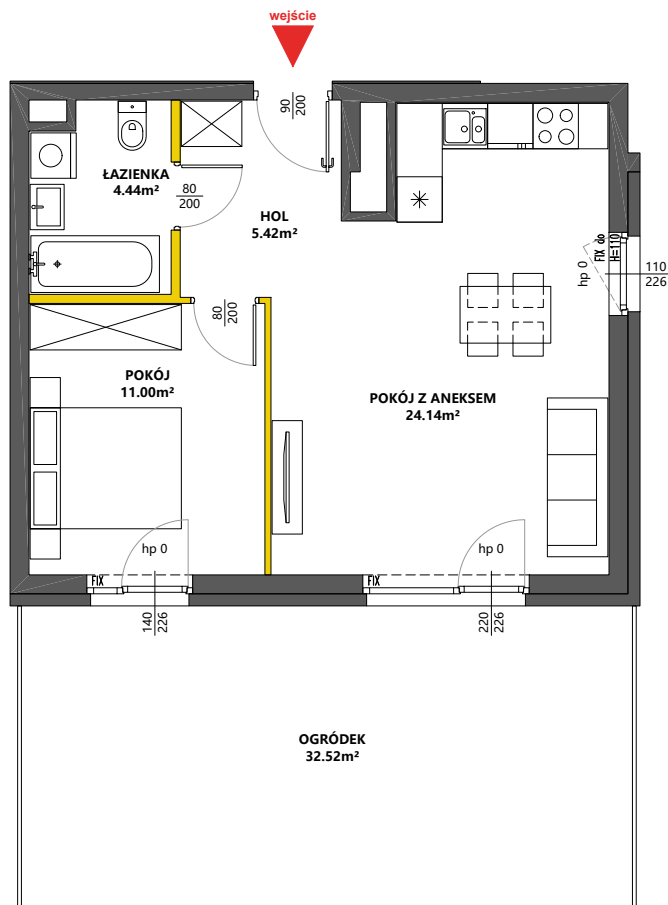 wejście
90
200
ŁAZIENKA
4.44m²
80
200
HOL
5.42m²
FIX do
H=110
hp 0
110
226
80
200
POKÓJ
11.00m²
POKÓJ Z ANEKSEM
24.14m²
hp 0
hp 0
FIX
FIX
140
226
220
226
OGRÓDEK
32.52m²